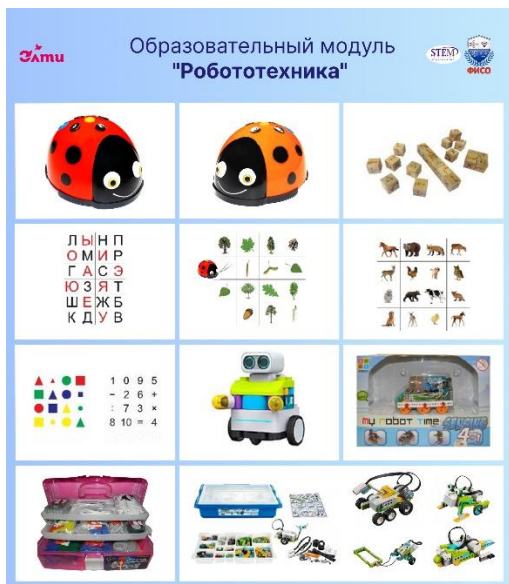 Элти
Образовательный модуль
"Робототехника"
STEM
ФИСО
Л Ы Н П
О М И Р
Г А С Э
Ю З Я Т
Ш Е Ж Б
К Д У В
1 0 9 5
- 2 6 +
: 7 3 ×
8 10 = 4
my robot time
SENSING